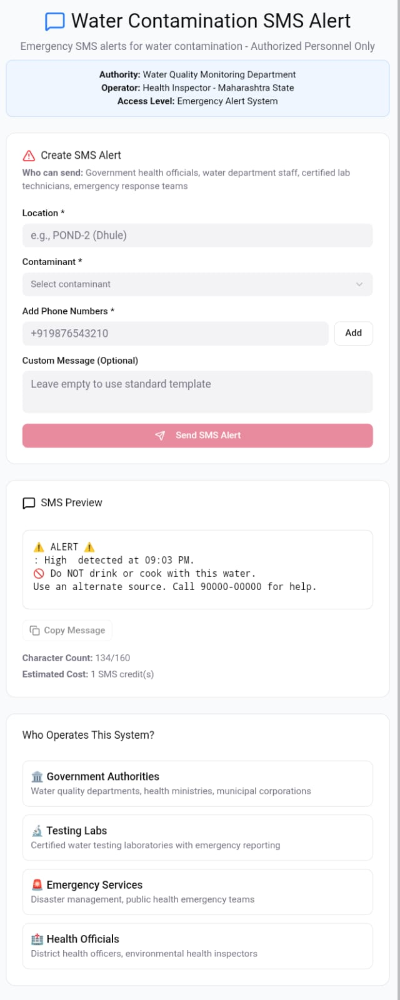 Water Contamination SMS Alert
Emergency SMS alerts for water contamination - Authorized Personnel Only
Authority: Water Quality Monitoring Department
Operator: Health Inspector - Maharashtra State
Access Level: Emergency Alert System
Create SMS Alert
Who can send: Government health officials, water department staff, certified lab
technicians, emergency response teams
Location *
e.g., POND-2 (Dhule)
Contaminant *
Select contaminant
Add Phone Numbers *
+919876543210
Add
Custom Message (Optional)
Leave empty to use standard template
Send SMS Alert
SMS Preview
⚠️ ALERT ⚠️
: High  detected at 09:03 PM.
🚫 Do NOT drink or cook with this water.
Use an alternate source. Call 90000-00000 for help.
Copy Message
Character Count: 134/160
Estimated Cost: 1 SMS credit(s)
Who Operates This System?
🏛️ Government Authorities
Water quality departments, health ministries, municipal corporations
🔬 Testing Labs
Certified water testing laboratories with emergency reporting
🚨 Emergency Services
Disaster management, public health emergency teams
🏥 Health Officials
District health officers, environmental health inspectors